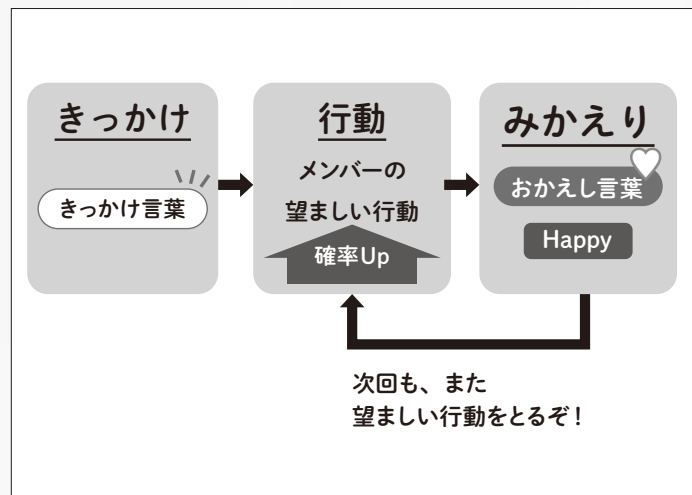 きっかけ
きっかけ言葉
行動
メンバーの
望ましい行動
確率Up
みかえり
おかえし言葉
Happy
次回も、また
望ましい行動をとるぞ！